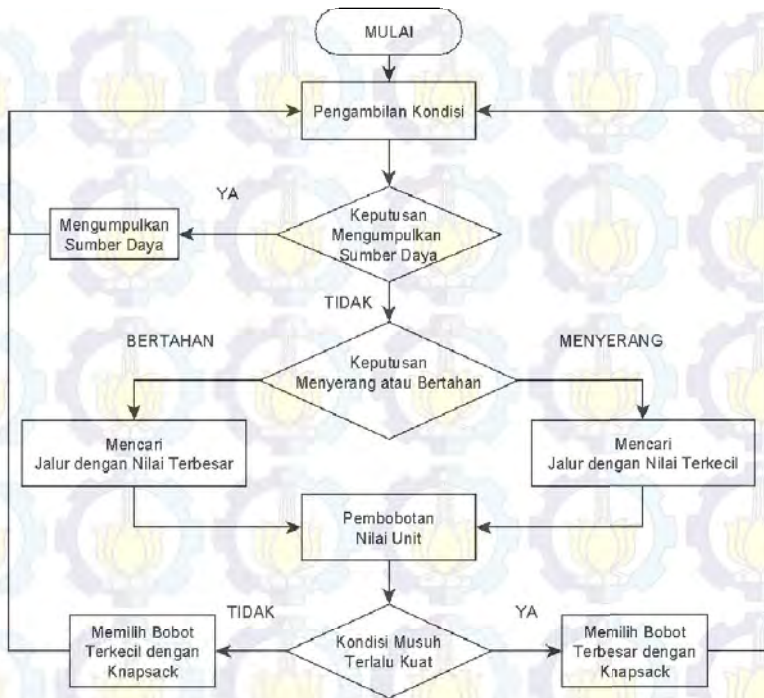 MULAI
Pengambilan Kondisi
YA
Mengumpulkan
Sumber Daya
Keputusan
Mengumpulkan
Sumber Daya
TIDAK
BERTAHAN
MENYERANG
Keputusan
Menyerang atau Bertahan
Mencari
Jalur dengan Nilai Terbesar
Mencari
Jalur dengan Nilai Terkecil
Pembobotan
Nilai Unit
TIDAK
YA
Memilih Bobot
Terkecil dengan
Knapsack
Kondisi Musuh
Terlalu Kuat
Memilih Bobot
Terbesar dengan
Knapsack